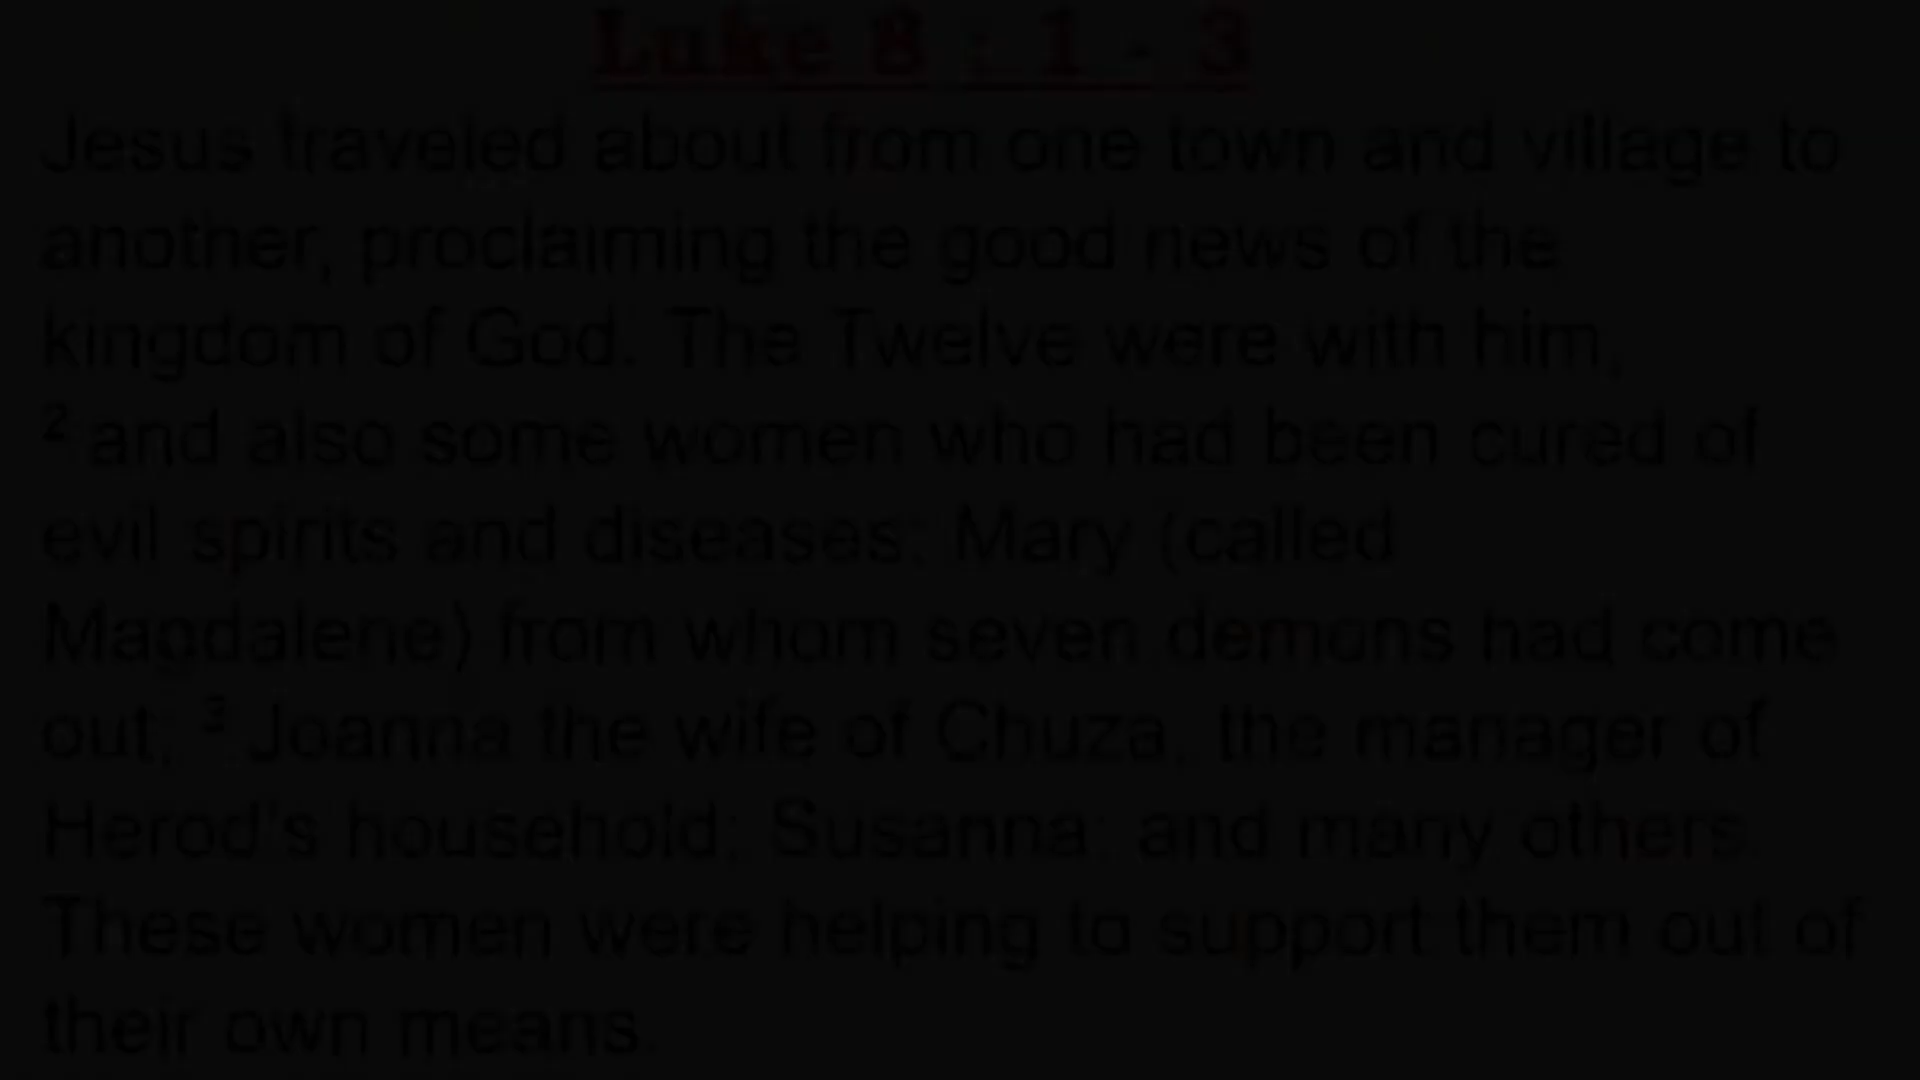 Luke 8 : 1 - 3
Jesus traveled about from one town and village to
another, proclaiming the good news of the
kingdom of God. The Twelve were with him,
2 and also some women who had been cured of
evil spirits and diseases: Mary (called
Magdalene) from whom seven demons had come
out; 3 Joanna the wife of Chuza, the manager of
Herod's household; Susanna; and many others.
These women were helping to support them out of
their own means.